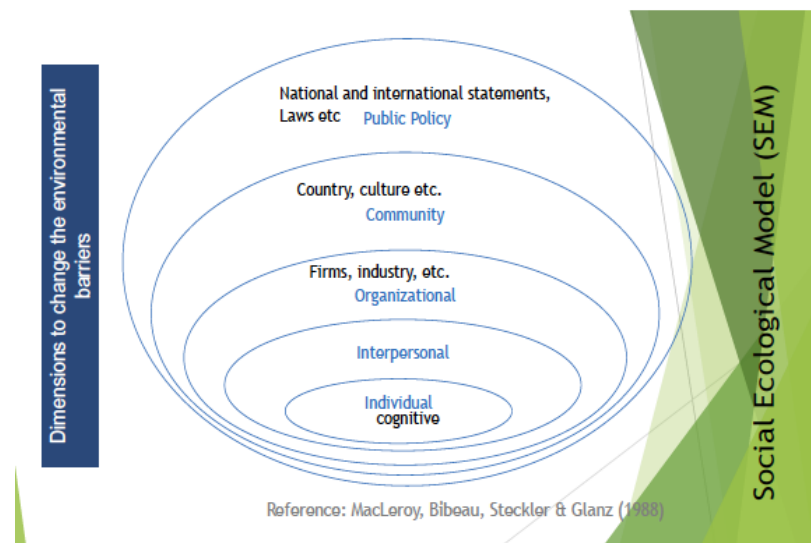 Dimensions to change the environmental
barriers
National and international statements,
Laws etc Public Policy
Country, culture etc.
Community
Firms, industry, etc.
Organizational
Interpersonal
Individual
cognitive
Reference: MacLeroy, Bibeau, Steckler & Glanz (1988)
Social Ecological Model (SEM)